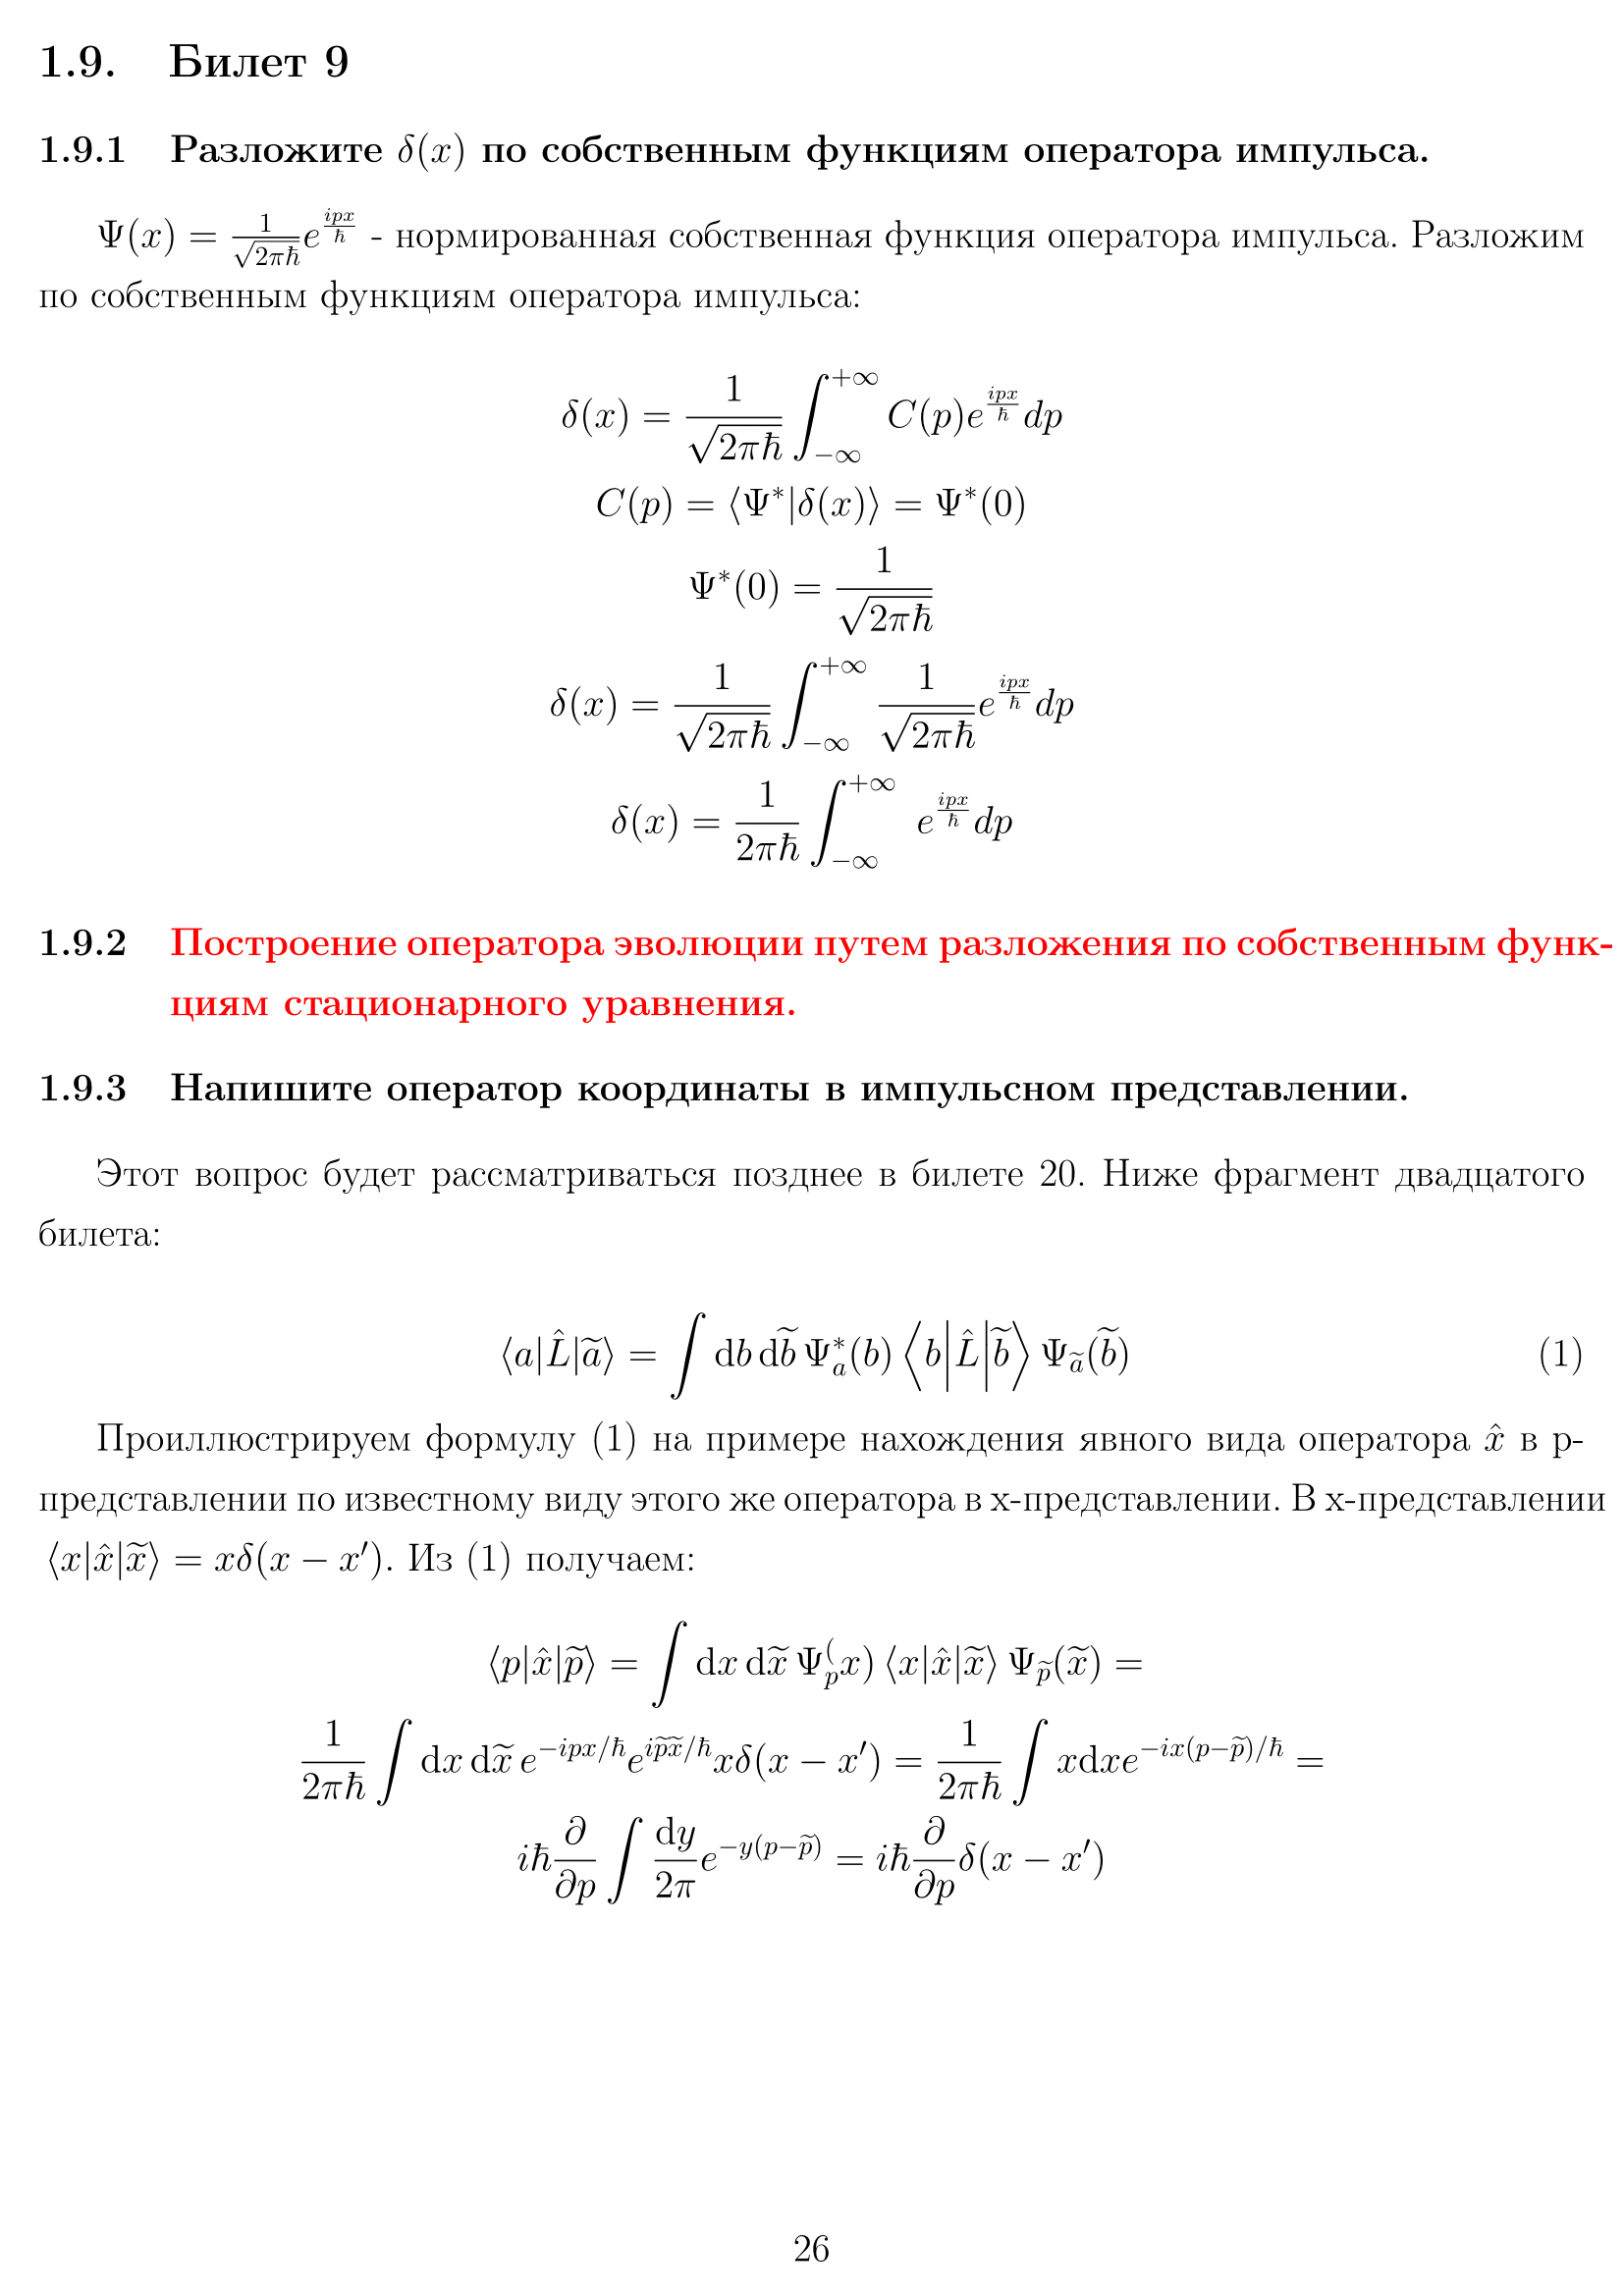 1.9. Билет 9
1.9.1 Разложите $\delta(x)$ по собственным функциям оператора импульса.
$\Psi(x) = \frac{1}{\sqrt{2\pi\hbar}} e^{\frac{ipx}{\hbar}}$ - нормированная собственная функция оператора импульса. Разложим
по собственным функциям оператора импульса:
$\delta(x) = \frac{1}{\sqrt{2\pi\hbar}} \int_{-\infty}^{+\infty} C(p) e^{\frac{ipx}{\hbar}} dp$
$C(p) = \langle \Psi^* | \delta(x) \rangle = \Psi^*(0)$
$\Psi^*(0) = \frac{1}{\sqrt{2\pi\hbar}}$
$\delta(x) = \frac{1}{\sqrt{2\pi\hbar}} \int_{-\infty}^{+\infty} \frac{1}{\sqrt{2\pi\hbar}} e^{\frac{ipx}{\hbar}} dp$
$\delta(x) = \frac{1}{2\pi\hbar} \int_{-\infty}^{+\infty} e^{\frac{ipx}{\hbar}} dp$
1.9.2 Построение оператора эволюции путем разложения по собственным функ-
циям стационарного уравнения.
1.9.3 Напишите оператор координаты в импульсном представлении.
Этот вопрос будет рассматриваться позднее в билете 20. Ниже фрагмент двадцатого
билета:
$\langle a | \hat{L} | \widetilde{a} \rangle = \int \mathrm{d}b \, \mathrm{d}\widetilde{b} \, \Psi_a^*(b) \left\langle b \middle| \hat{L} \middle| \widetilde{b} \right\rangle \Psi_{\widetilde{a}}(\widetilde{b})$ (1)
Проиллюстрируем формулу (1) на примере нахождения явного вида оператора $\hat{x}$ в р-
представлении по известному виду этого же оператора в х-представлении. В х-представлении
$\langle x | \hat{x} | \widetilde{x} \rangle = x\delta(x - x')$. Из (1) получаем:
$\langle p | \hat{x} | \widetilde{p} \rangle = \int \mathrm{d}x \, \mathrm{d}\widetilde{x} \, \Psi_p^( x) \langle x | \hat{x} | \widetilde{x} \rangle \Psi_{\widetilde{p}}(\widetilde{x}) =$
$\frac{1}{2\pi\hbar} \int \mathrm{d}x \, \mathrm{d}\widetilde{x} \, e^{-ipx/\hbar} e^{i\widetilde{p}\widetilde{x}/\hbar} x\delta(x - x') = \frac{1}{2\pi\hbar} \int x \mathrm{d}x e^{-ix(p-\widetilde{p})/\hbar} =$
$i\hbar \frac{\partial}{\partial p} \int \frac{\mathrm{d}y}{2\pi} e^{-y(p-\widetilde{p})} = i\hbar \frac{\partial}{\partial p} \delta(x - x')$
26